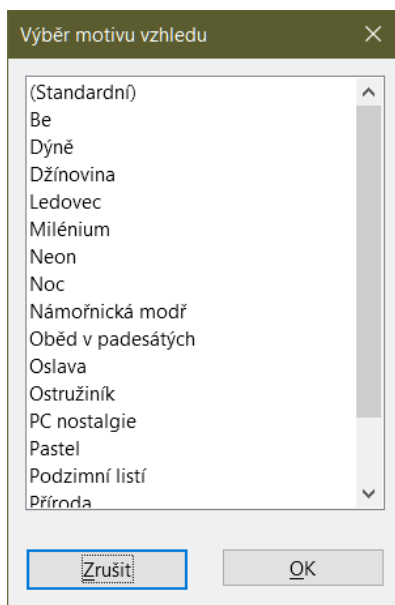 Výběr motivu vzhledu
(Standardní)
Be
Dýně
Džínovina
Ledovec
Milénium
Neon
Noc
Námořnická modř
Oběd v padesátých
Oslava
Ostružiník
PC nostalgie
Pastel
Podzimní listí
Příroda
Zrušit
OK